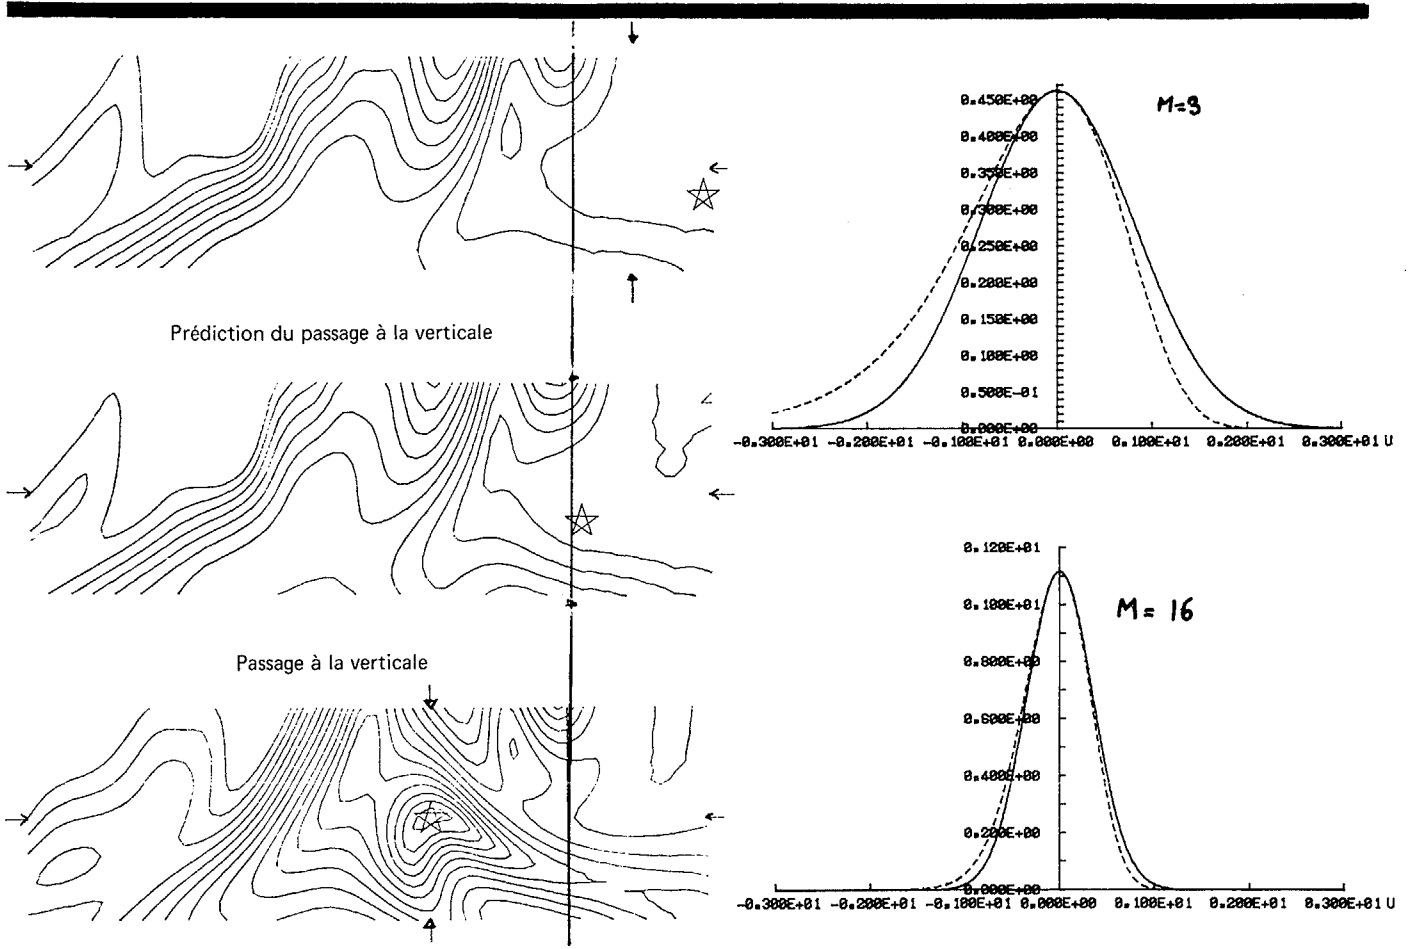 Prédiction du passage à la verticale
Passage à la verticale
M=3
0.450E+00
0.400E+00
0.350E+00
0.300E+00
0.250E+00
0.200E+00
0.150E+00
0.100E+00
0.500E-01
0.000E+00
-0.300E+01 -0.200E+01 -0.100E+01 0.000E+00 0.100E+01 0.200E+01 0.300E+01 U
M= 16
0.120E+01
0.100E+01
0.800E+00
0.600E+00
0.400E+00
0.200E+00
0.000E+00
-0.300E+01 -0.200E+01 -0.100E+01 0.000E+00 0.100E+01 0.200E+01 0.300E+01 U